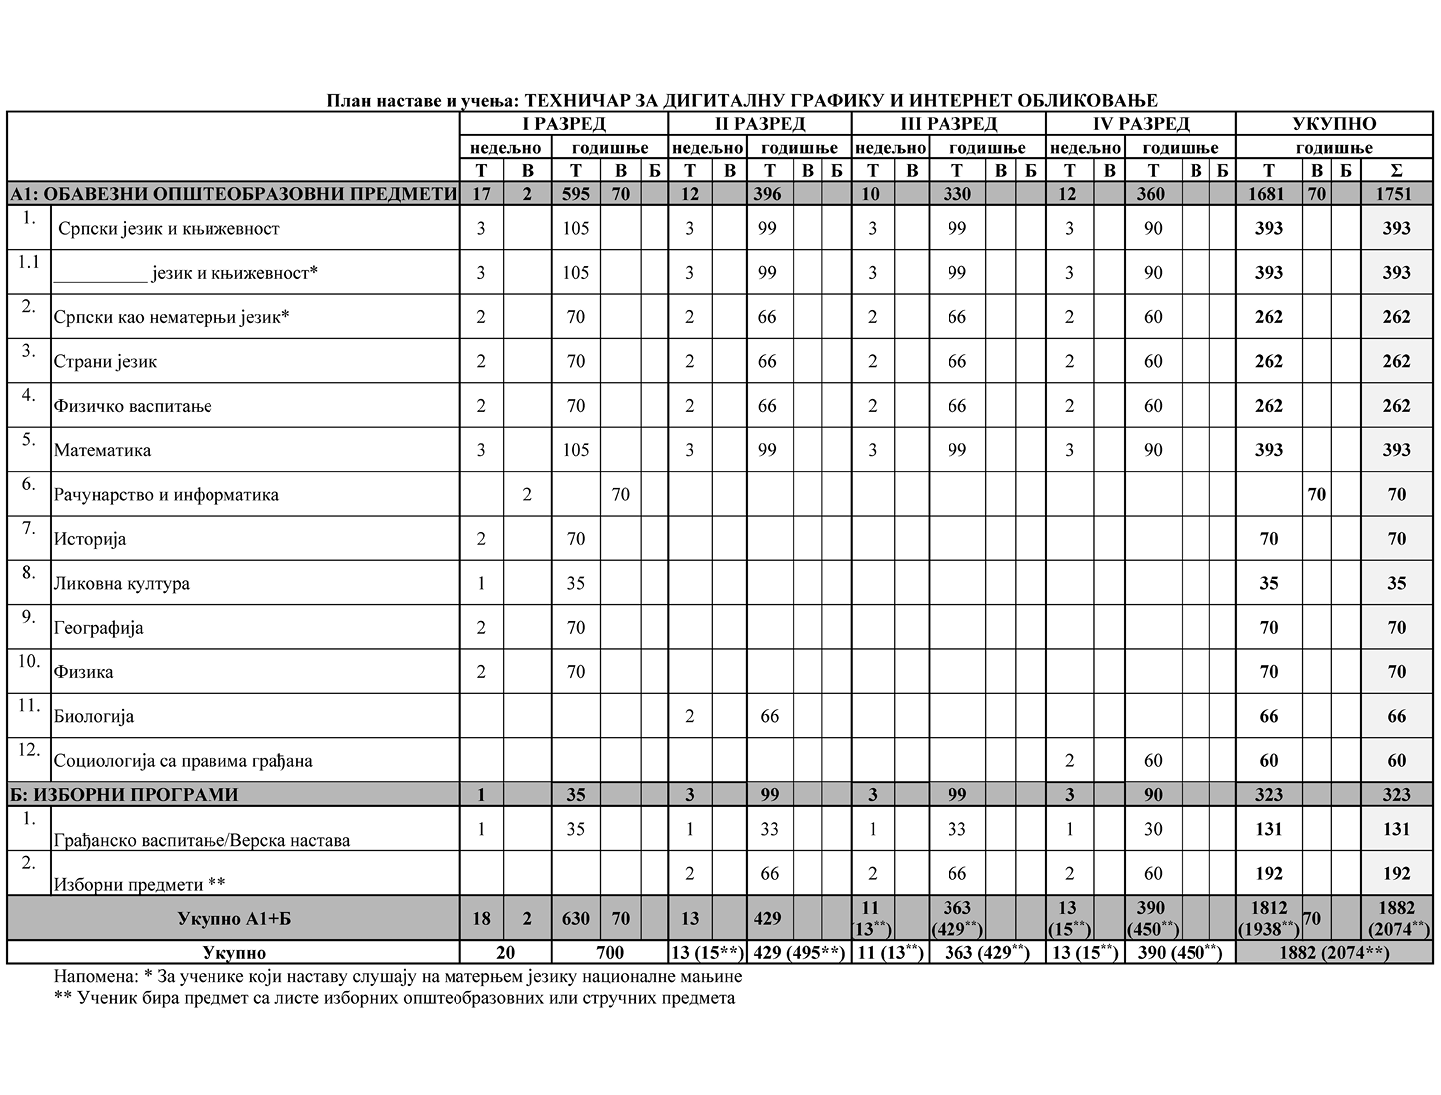 План наставе и учења: ТЕХНИЧАР ЗА ДИГИТАЛНУ ГРАФИКУ И ИНТЕРНЕТ ОБЛИКОВАЊЕ
I РАЗРЕД II РАЗРЕД III РАЗРЕД IV РАЗРЕД УКУПНО
недељно годишње недељно годишње недељно годишње недељно годишње годишње
Т В Т В Б Т В Т В Б Т В Т В Б Т В Т В Б Т В Б Σ
А1: ОБАВЕЗНИ ОПШТЕОБРАЗОВНИ ПРЕДМЕТИ 17 2 595 70 12 396 10 330 12 360 1681 70 1751
1. Српски језик и књижевност 3 105 3 99 3 99 3 90 393 393
1.1 __________ језик и књижевност* 3 105 3 99 3 99 3 90 393 393
2. Српски као нематерњи језик* 2 70 2 66 2 66 2 60 262 262
3. Страни језик 2 70 2 66 2 66 2 60 262 262
4. Физичко васпитање 2 70 2 66 2 66 2 60 262 262
5. Математика 3 105 3 99 3 99 3 90 393 393
6. Рачунарство и информатика 2 70 70 70
7. Историја 2 70 70 70
8. Ликовна култура 1 35 35 35
9. Географија 2 70 70 70
10. Физика 2 70 70 70
11. Биологија 2 66 66 66
12. Социологија са правима грађана 2 60 60 60
Б: ИЗБОРНИ ПРОГРАМИ 1 35 3 99 3 99 3 90 323 323
1. Грађанско васпитање/Верска настава 1 35 1 33 1 33 1 30 131 131
2. Изборни предмети ** 2 66 2 66 2 60 192 192
Укупно А1+Б 18 2 630 70 13 429 11 (13**) 363 (429**) 13 (15**) 390 (450**) 1812 (1938**) 70 1882 (2074**)
Укупно 20 700 13 (15**) 429 (495**) 11 (13**) 363 (429**) 13 (15**) 390 (450**) 1882 (2074**)
Напомена: * За ученике који наставу слушају на матерњем језику националне мањине
** Ученик бира предмет са листе изборних општеобразовних или стручних предмета